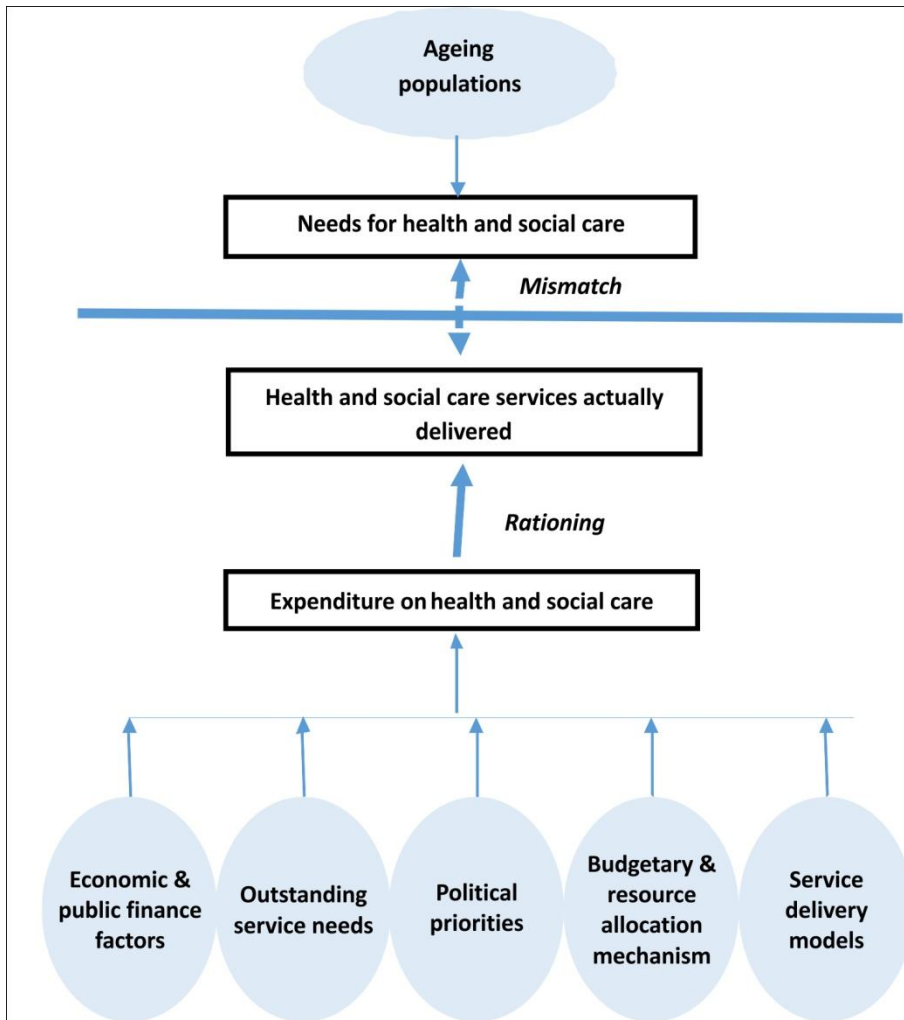 Ageing
populations
Needs for health and social care
Mismatch
Health and social care services actually
delivered
Rationing
Expenditure on health and social care
Economic &
public finance
factors
Outstanding
service needs
Political
priorities
Budgetary &
resource
allocation
mechanism
Service
delivery
models